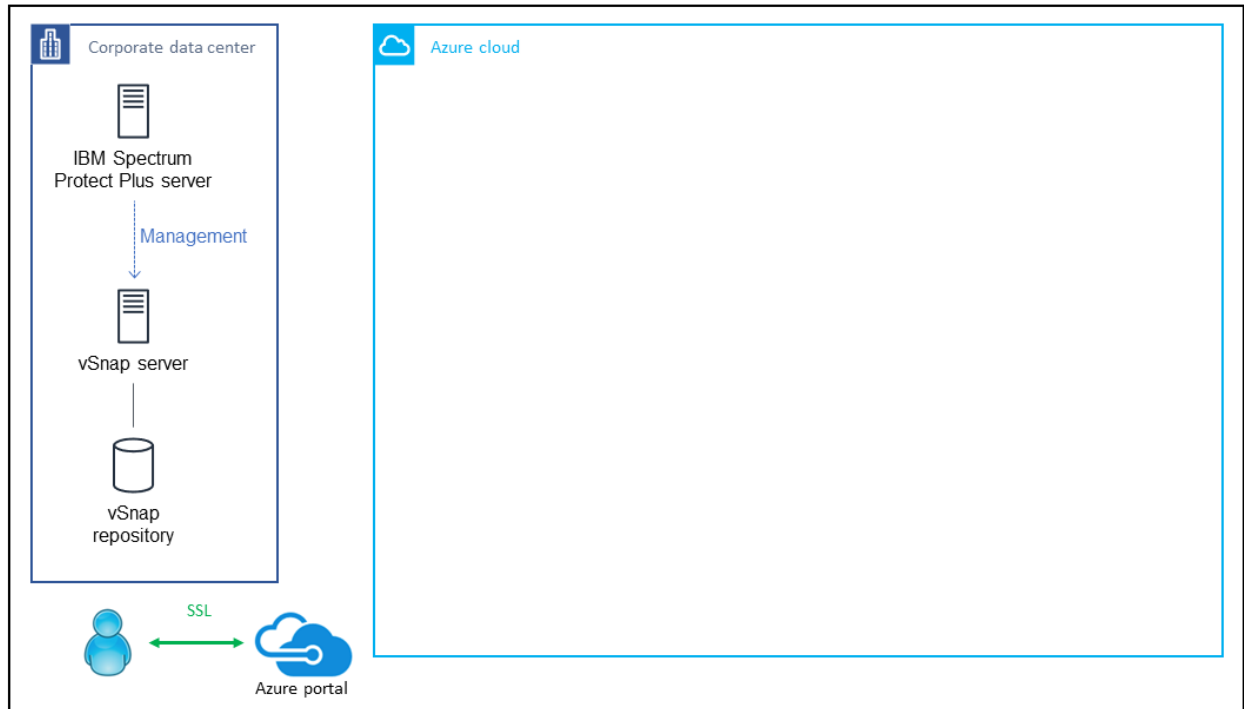 Corporate data center
Azure cloud
IBM Spectrum
Protect Plus server
Management
vSnap server
vSnap
repository
SSL
Azure portal